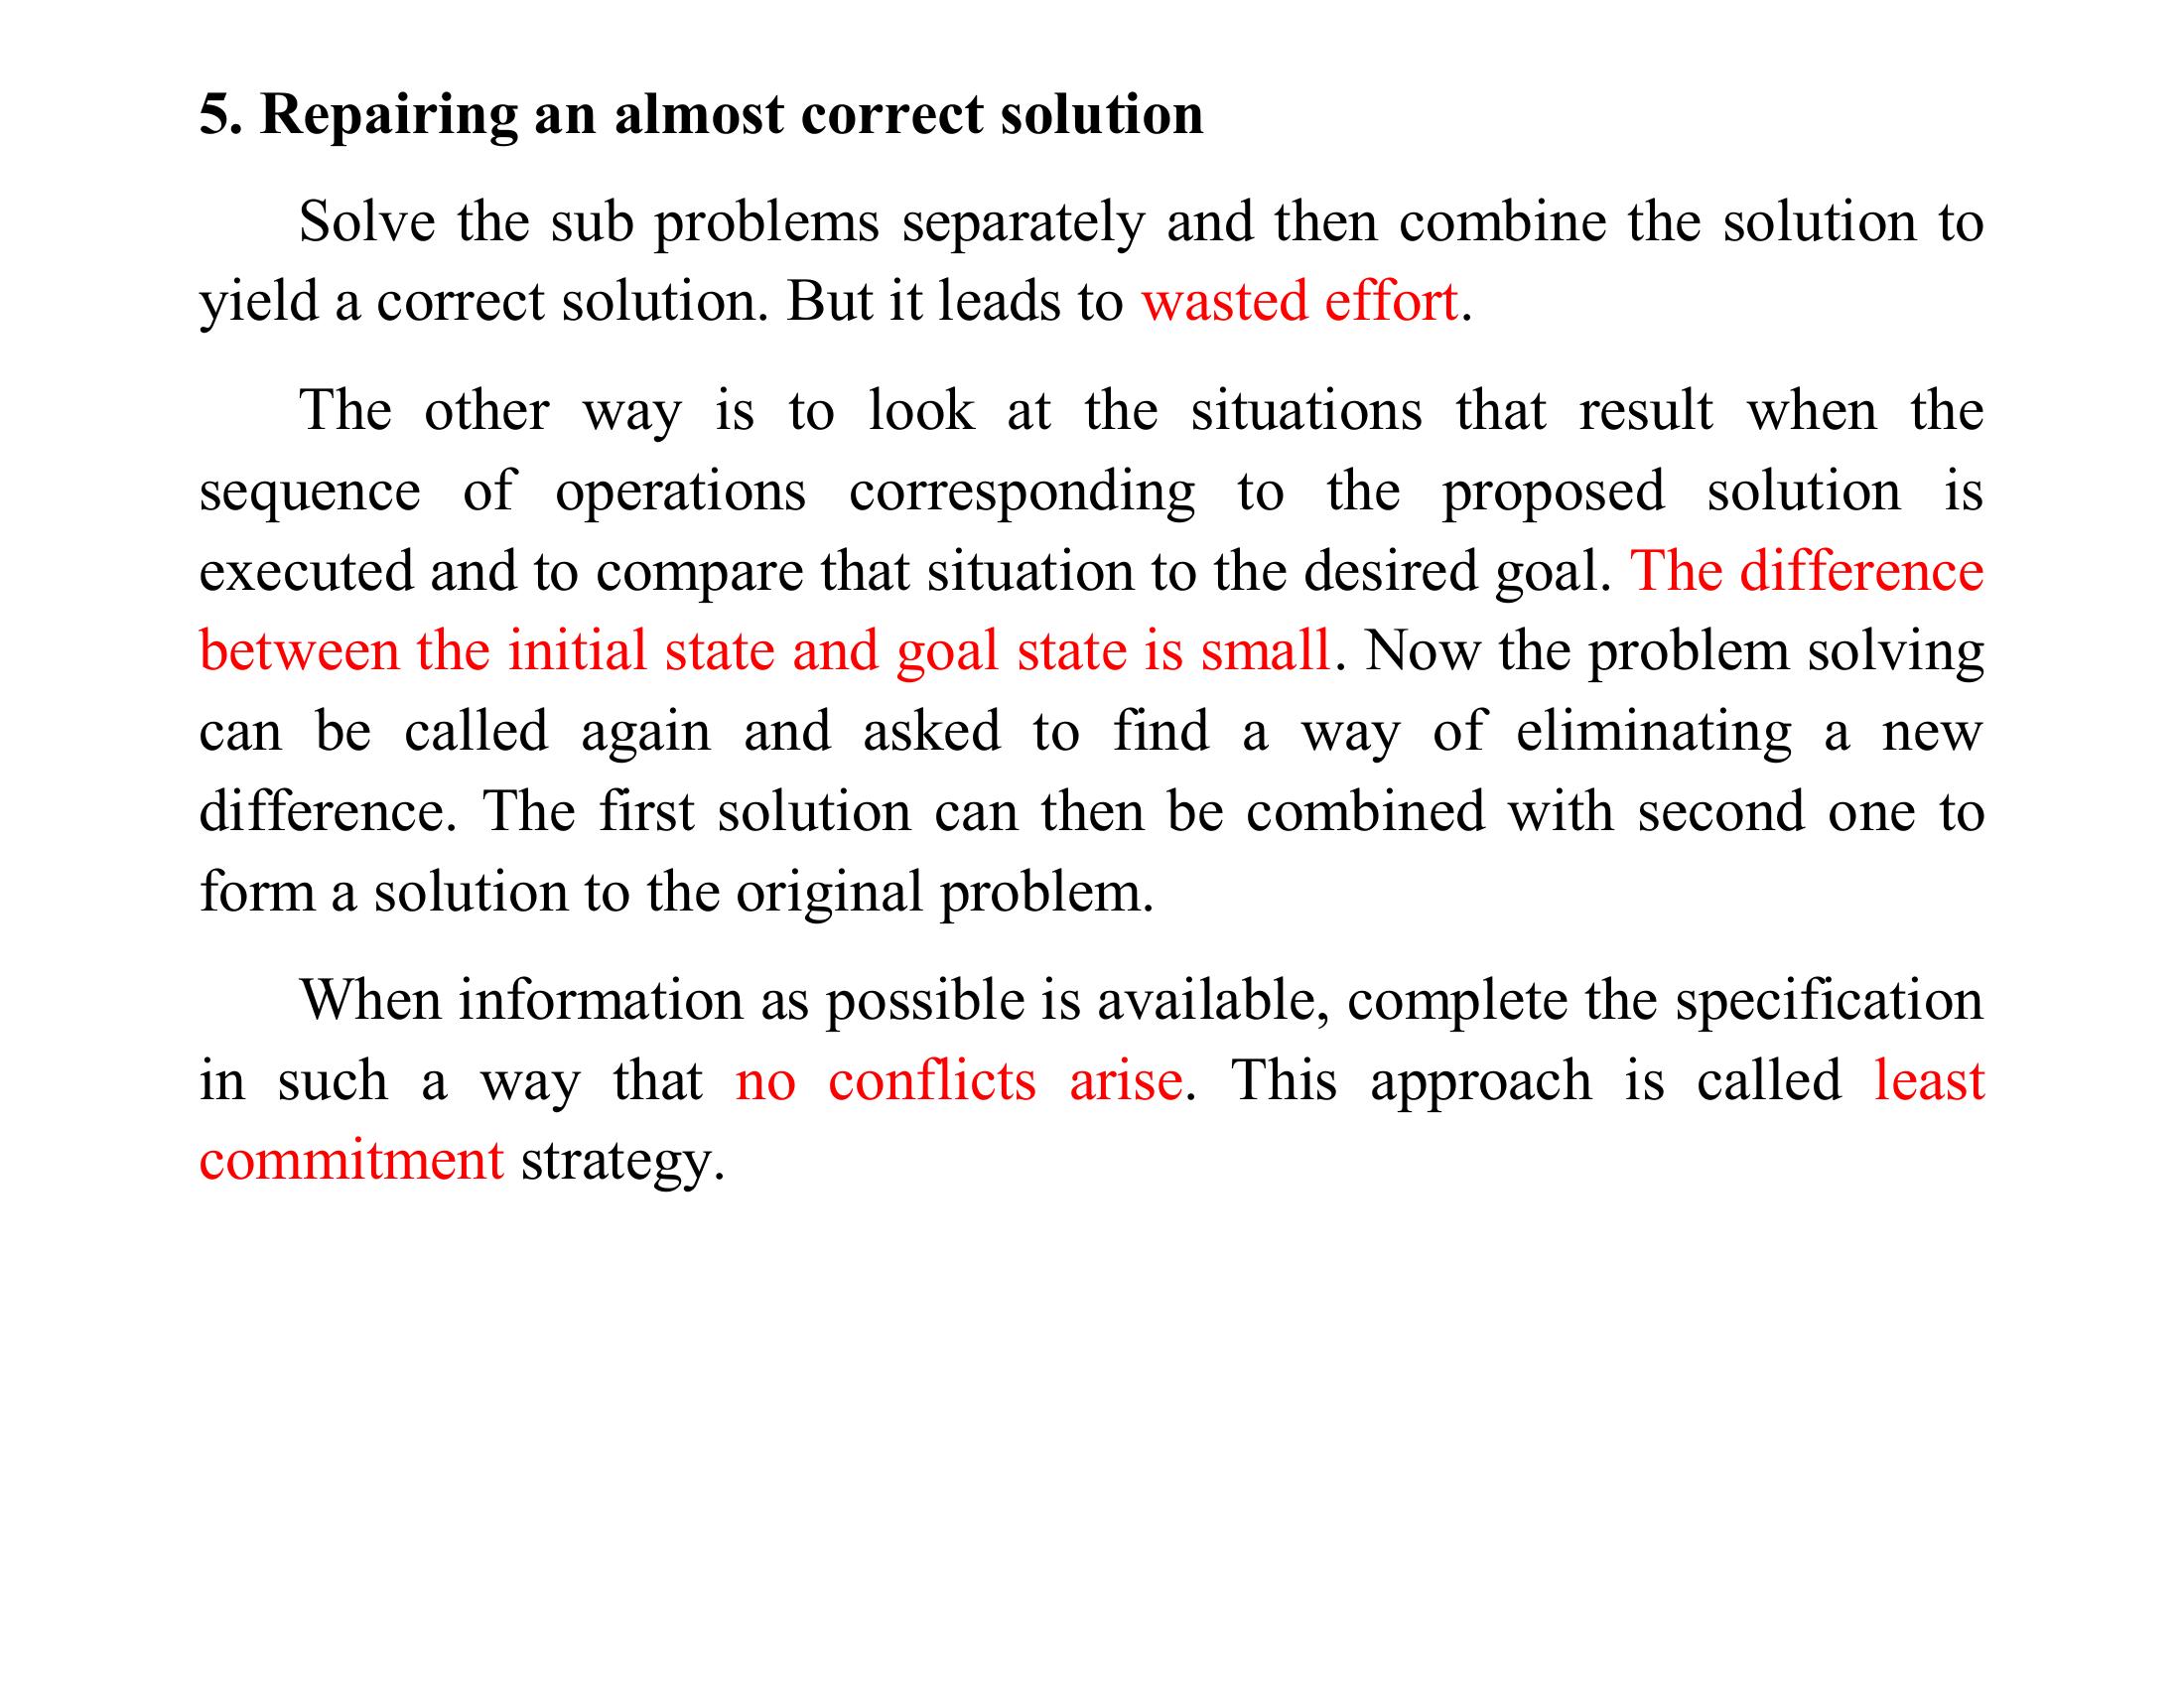 5. Repairing an almost correct solution
Solve the sub problems separately and then combine the solution to
yield a correct solution. But it leads to wasted effort.
The other way is to look at the situations that result when the
sequence of operations corresponding to the proposed solution is
executed and to compare that situation to the desired goal. The difference
between the initial state and goal state is small. Now the problem solving
can be called again and asked to find a way of eliminating a new
difference. The first solution can then be combined with second one to
form a solution to the original problem.
When information as possible is available, complete the specification
in such a way that no conflicts arise. This approach is called least
commitment strategy.